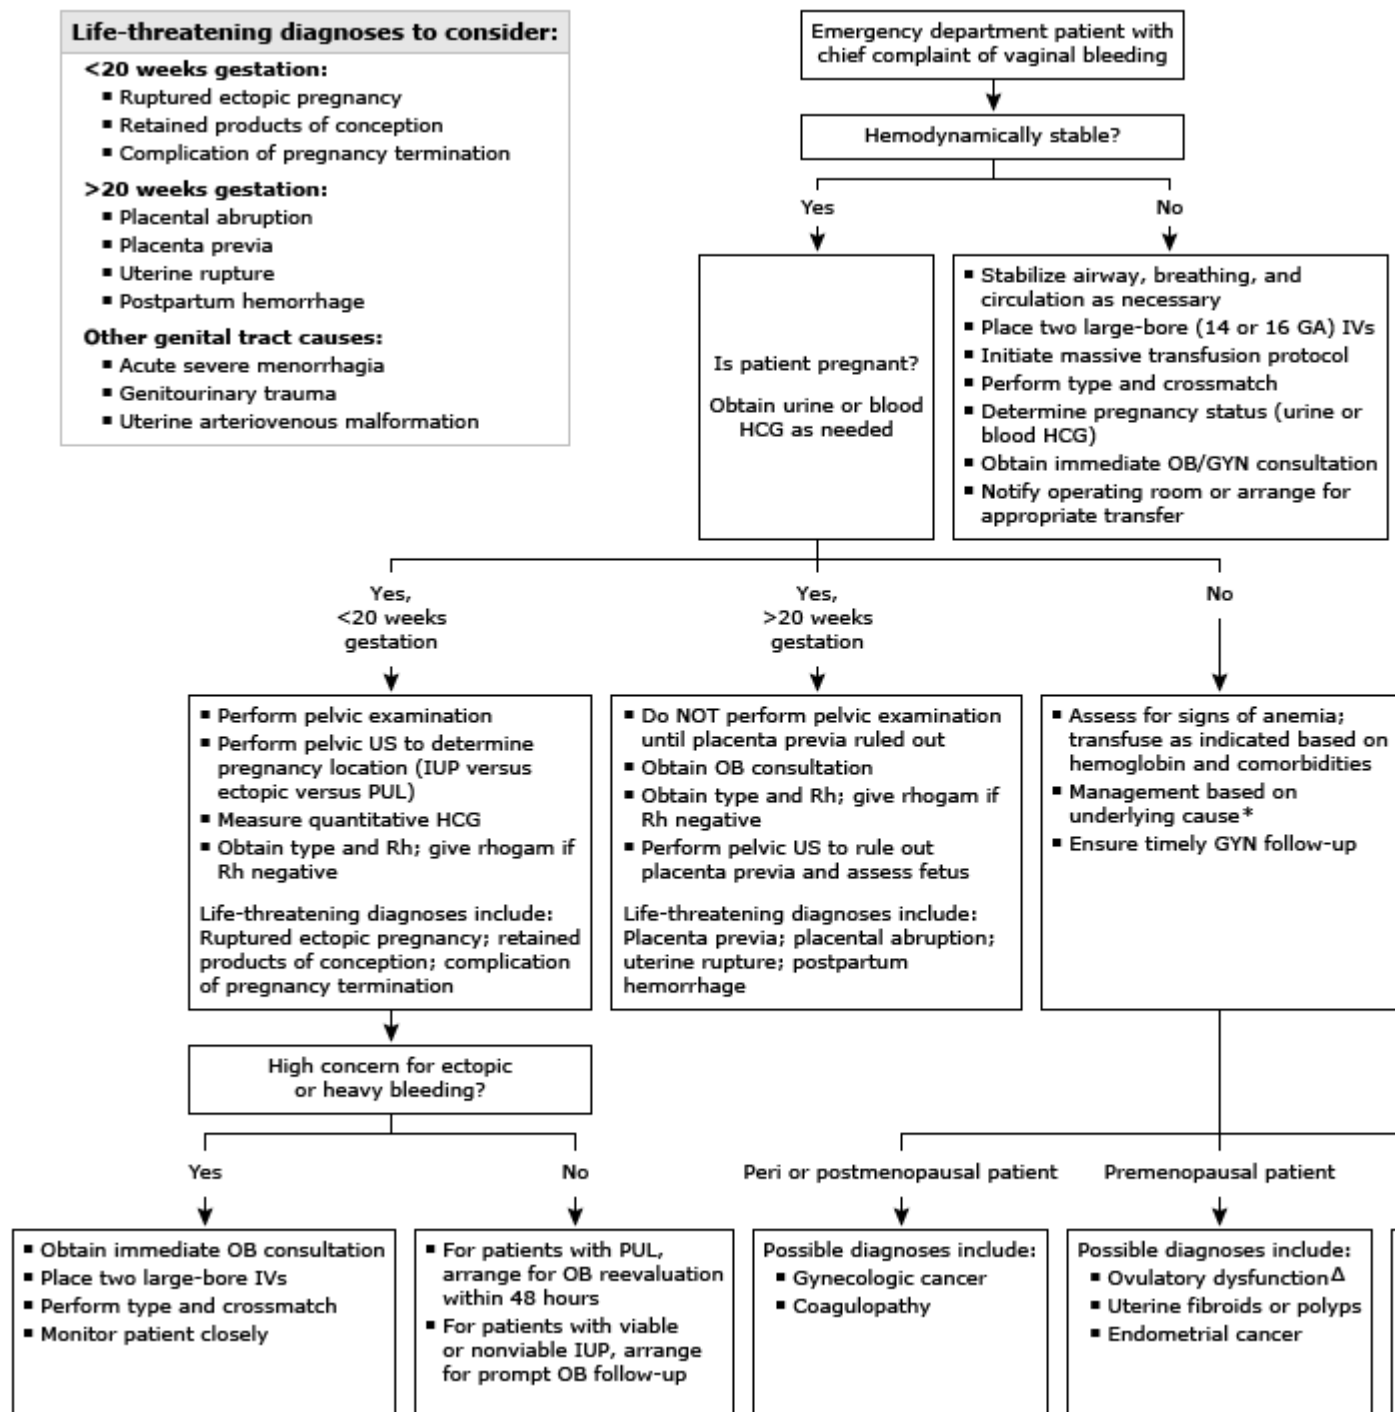 Life-threatening diagnoses to consider:
<20 weeks gestation:
▪ Ruptured ectopic pregnancy
▪ Retained products of conception
▪ Complication of pregnancy termination
>20 weeks gestation:
▪ Placental abruption
▪ Placenta previa
▪ Uterine rupture
▪ Postpartum hemorrhage
Other genital tract causes:
▪ Acute severe menorrhagia
▪ Genitourinary trauma
▪ Uterine arteriovenous malformation
Emergency department patient with
chief complaint of vaginal bleeding
Hemodynamically stable?
Yes
No
Is patient pregnant?
Obtain urine or blood
HCG as needed
▪ Stabilize airway, breathing, and
circulation as necessary
▪ Place two large-bore (14 or 16 GA) IVs
▪ Initiate massive transfusion protocol
▪ Perform type and crossmatch
▪ Determine pregnancy status (urine or
blood HCG)
▪ Obtain immediate OB/GYN consultation
▪ Notify operating room or arrange for
appropriate transfer
Yes,
<20 weeks
gestation
Yes,
>20 weeks
gestation
No
▪ Perform pelvic examination
▪ Perform pelvic US to determine
pregnancy location (IUP versus
ectopic versus PUL)
▪ Measure quantitative HCG
▪ Obtain type and Rh; give rhogam if
Rh negative
Life-threatening diagnoses include:
Ruptured ectopic pregnancy; retained
products of conception; complication
of pregnancy termination
▪ Do NOT perform pelvic examination
until placenta previa ruled out
▪ Obtain OB consultation
▪ Obtain type and Rh; give rhogam if
Rh negative
▪ Perform pelvic US to rule out
placenta previa and assess fetus
Life-threatening diagnoses include:
Placenta previa; placental abruption;
uterine rupture; postpartum
hemorrhage
▪ Assess for signs of anemia;
transfuse as indicated based on
hemoglobin and comorbidities
▪ Management based on
underlying cause*
▪ Ensure timely GYN follow-up
High concern for ectopic
or heavy bleeding?
Yes
No
Peri or postmenopausal patient
Premenopausal patient
▪ Obtain immediate OB consultation
▪ Place two large-bore IVs
▪ Perform type and crossmatch
▪ Monitor patient closely
▪ For patients with PUL,
arrange for OB reevaluation
within 48 hours
▪ For patients with viable
or nonviable IUP, arrange
for prompt OB follow-up
Possible diagnoses include:
▪ Gynecologic cancer
▪ Coagulopathy
Possible diagnoses include:
▪ Ovulatory dysfunctionΔ
▪ Uterine fibroids or polyps
▪ Endometrial cancer